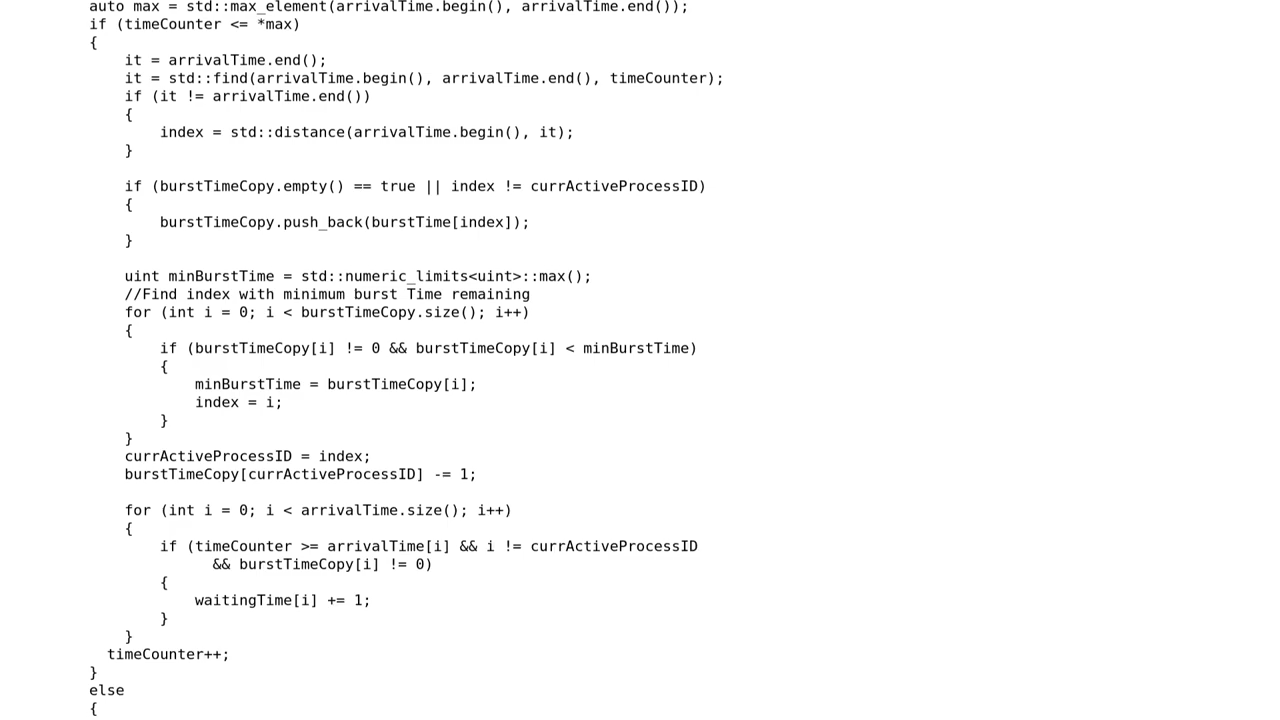 auto max = std::max_element(arrivalTime.begin(), arrivalTime.end());
if (timeCounter <= *max)
{
it = arrivalTime.end();
it = std::find(arrivalTime.begin(), arrivalTime.end(), timeCounter);
if (it != arrivalTime.end())
{
index = std::distance(arrivalTime.begin(), it);
}
if (burstTimeCopy.empty() == true || index != currActiveProcessID)
{
burstTimeCopy.push_back(burstTime[index]);
}
uint minBurstTime = std::numeric_limits<uint>::max();
//Find index with minimum burst Time remaining
for (int i = 0; i < burstTimeCopy.size(); i++)
{
if (burstTimeCopy[i] != 0 && burstTimeCopy[i] < minBurstTime)
{
minBurstTime = burstTimeCopy[i];
index = i;
}
}
currActiveProcessID = index;
burstTimeCopy[currActiveProcessID] -= 1;
for (int i = 0; i < arrivalTime.size(); i++)
{
if (timeCounter >= arrivalTime[i] && i != currActiveProcessID
&& burstTimeCopy[i] != 0)
{
waitingTime[i] += 1;
}
}
timeCounter++;
}
else
{